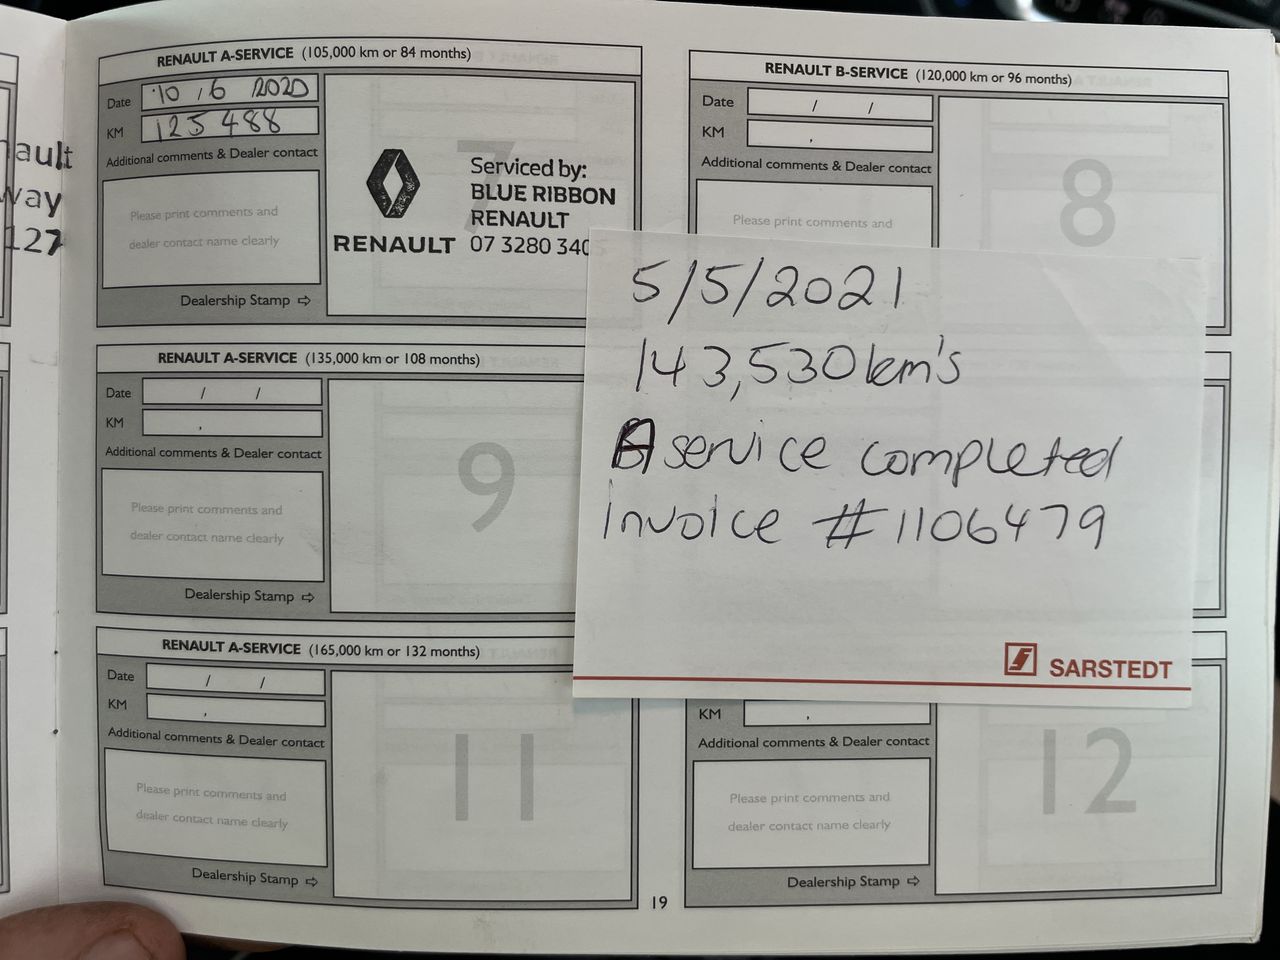 ault
way
127
RENAULT A-SERVICE (105,000 km or 84 months)
Date 10 / 6 2020
KM 125 488
Additional comments & Dealer contact
Please print comments and
dealer contact name clearly
Dealership Stamp ⇨
7
RENAULT
Serviced by:
BLUE RIBBON
RENAULT
07 3280 340
RENAULT B-SERVICE (120,000 km or 96 months)
Date / /
KM ,
Additional comments & Dealer contact
Please print comments and
8
RENAULT A-SERVICE (135,000 km or 108 months)
Date / /
KM ,
Additional comments & Dealer contact
Please print comments and
dealer contact name clearly
Dealership Stamp ⇨
9
5/5/2021
143,530km's
A service completed
Invoice #1106479
SARSTEDT
RENAULT A-SERVICE (165,000 km or 132 months)
Date / /
KM ,
Additional comments & Dealer contact
Please print comments and
dealer contact name clearly
Dealership Stamp ⇨
11
KM ,
Additional comments & Dealer contact
Please print comments and
dealer contact name clearly
Dealership Stamp ⇨
12
19